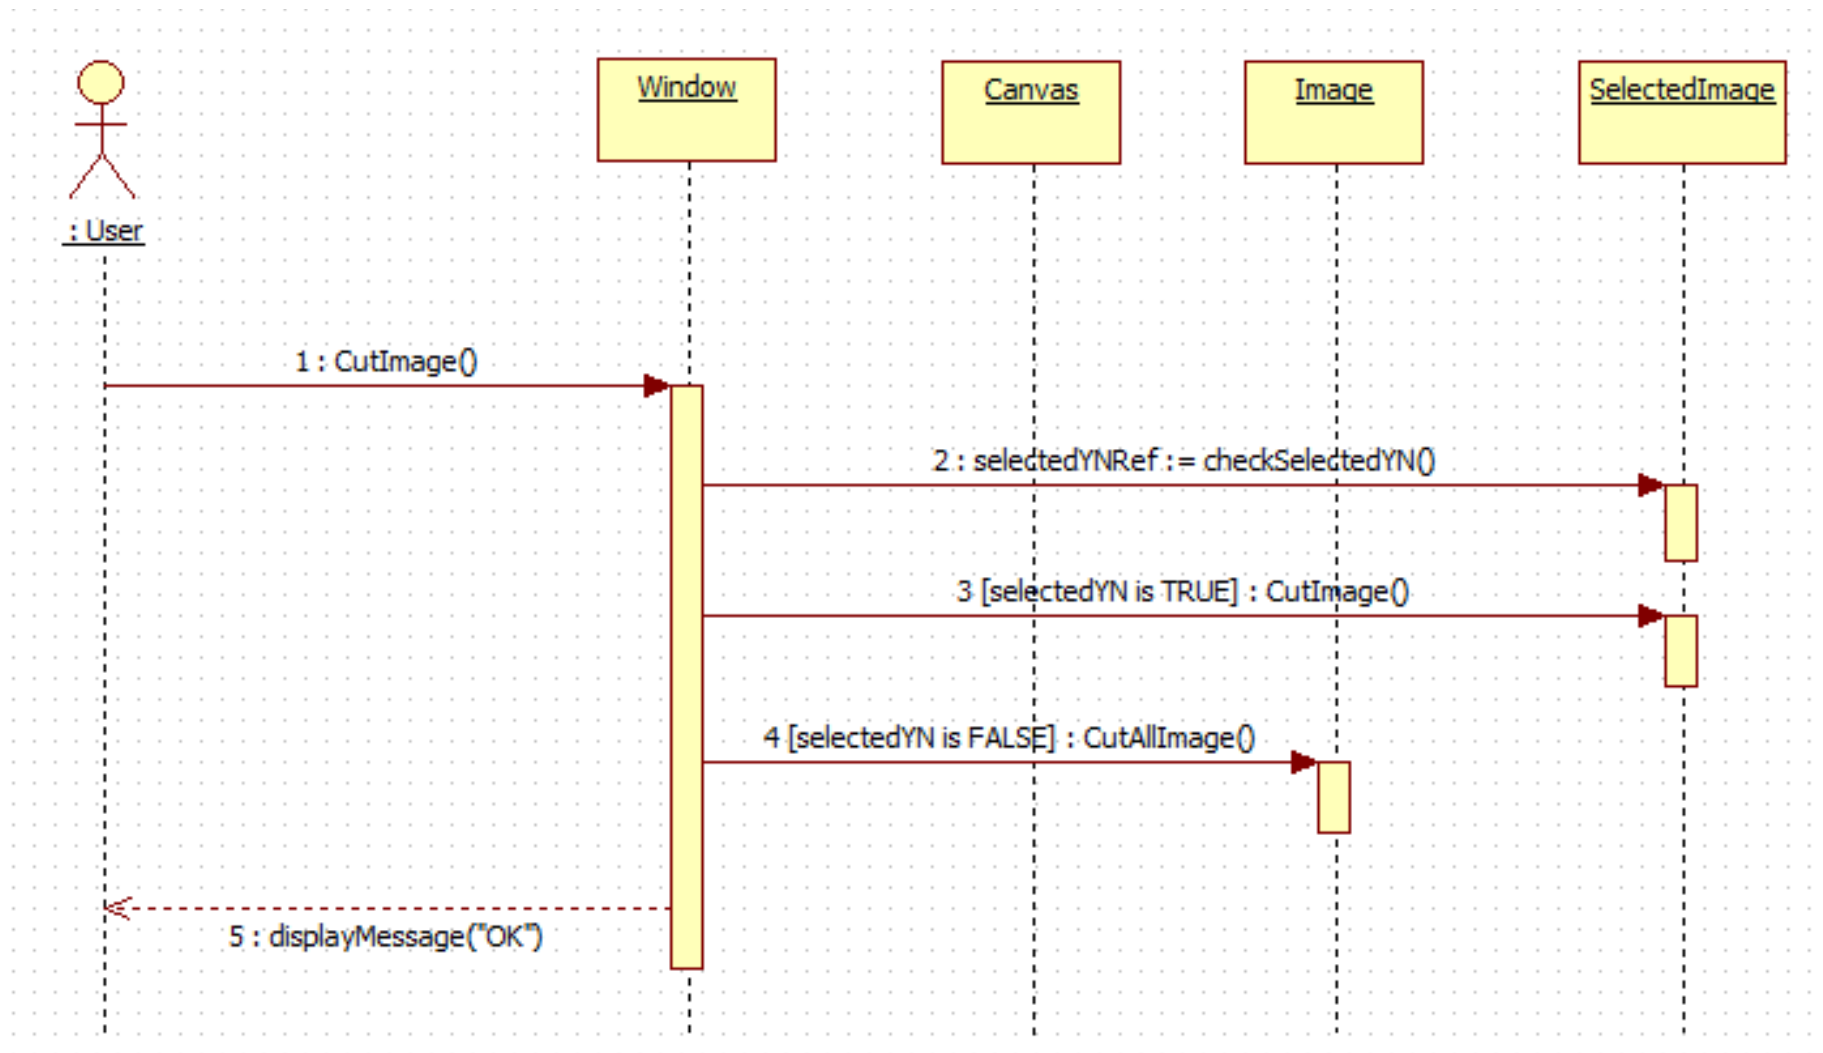 Window
Canvas
Image
SelectedImage
: User
1 : CutImage()
2 : selectedYNRef := checkSelectedYN()
3 [selectedYN is TRUE] : CutImage()
4 [selectedYN is FALSE] : CutAllImage()
5 : displayMessage("OK")